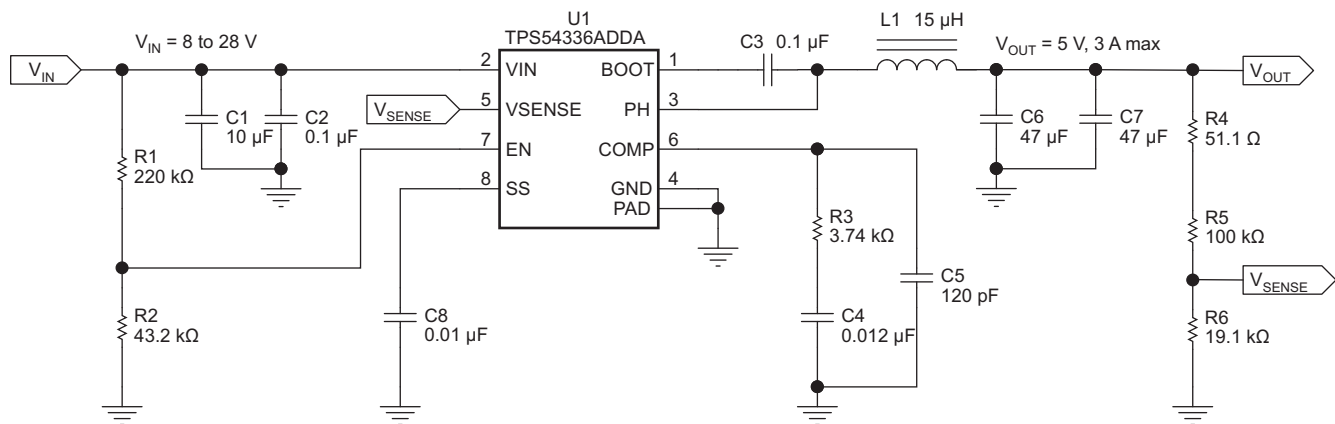 U1
TPS54336ADDA
L1 15 µH
V_IN = 8 to 28 V
C3 0.1 µF
V_OUT = 5 V, 3 A max
V_IN
2
VIN
BOOT
1
V_OUT
V_SENSE
5
VSENSE
PH
3
C1
10 µF
C2
0.1 µF
C6
47 µF
C7
47 µF
R4
51.1 Ω
7
EN
COMP
6
R1
220 kΩ
8
SS
GND
4
PAD
R3
3.74 kΩ
R5
100 kΩ
C5
120 pF
V_SENSE
R2
43.2 kΩ
C8
0.01 µF
C4
0.012 µF
R6
19.1 kΩ